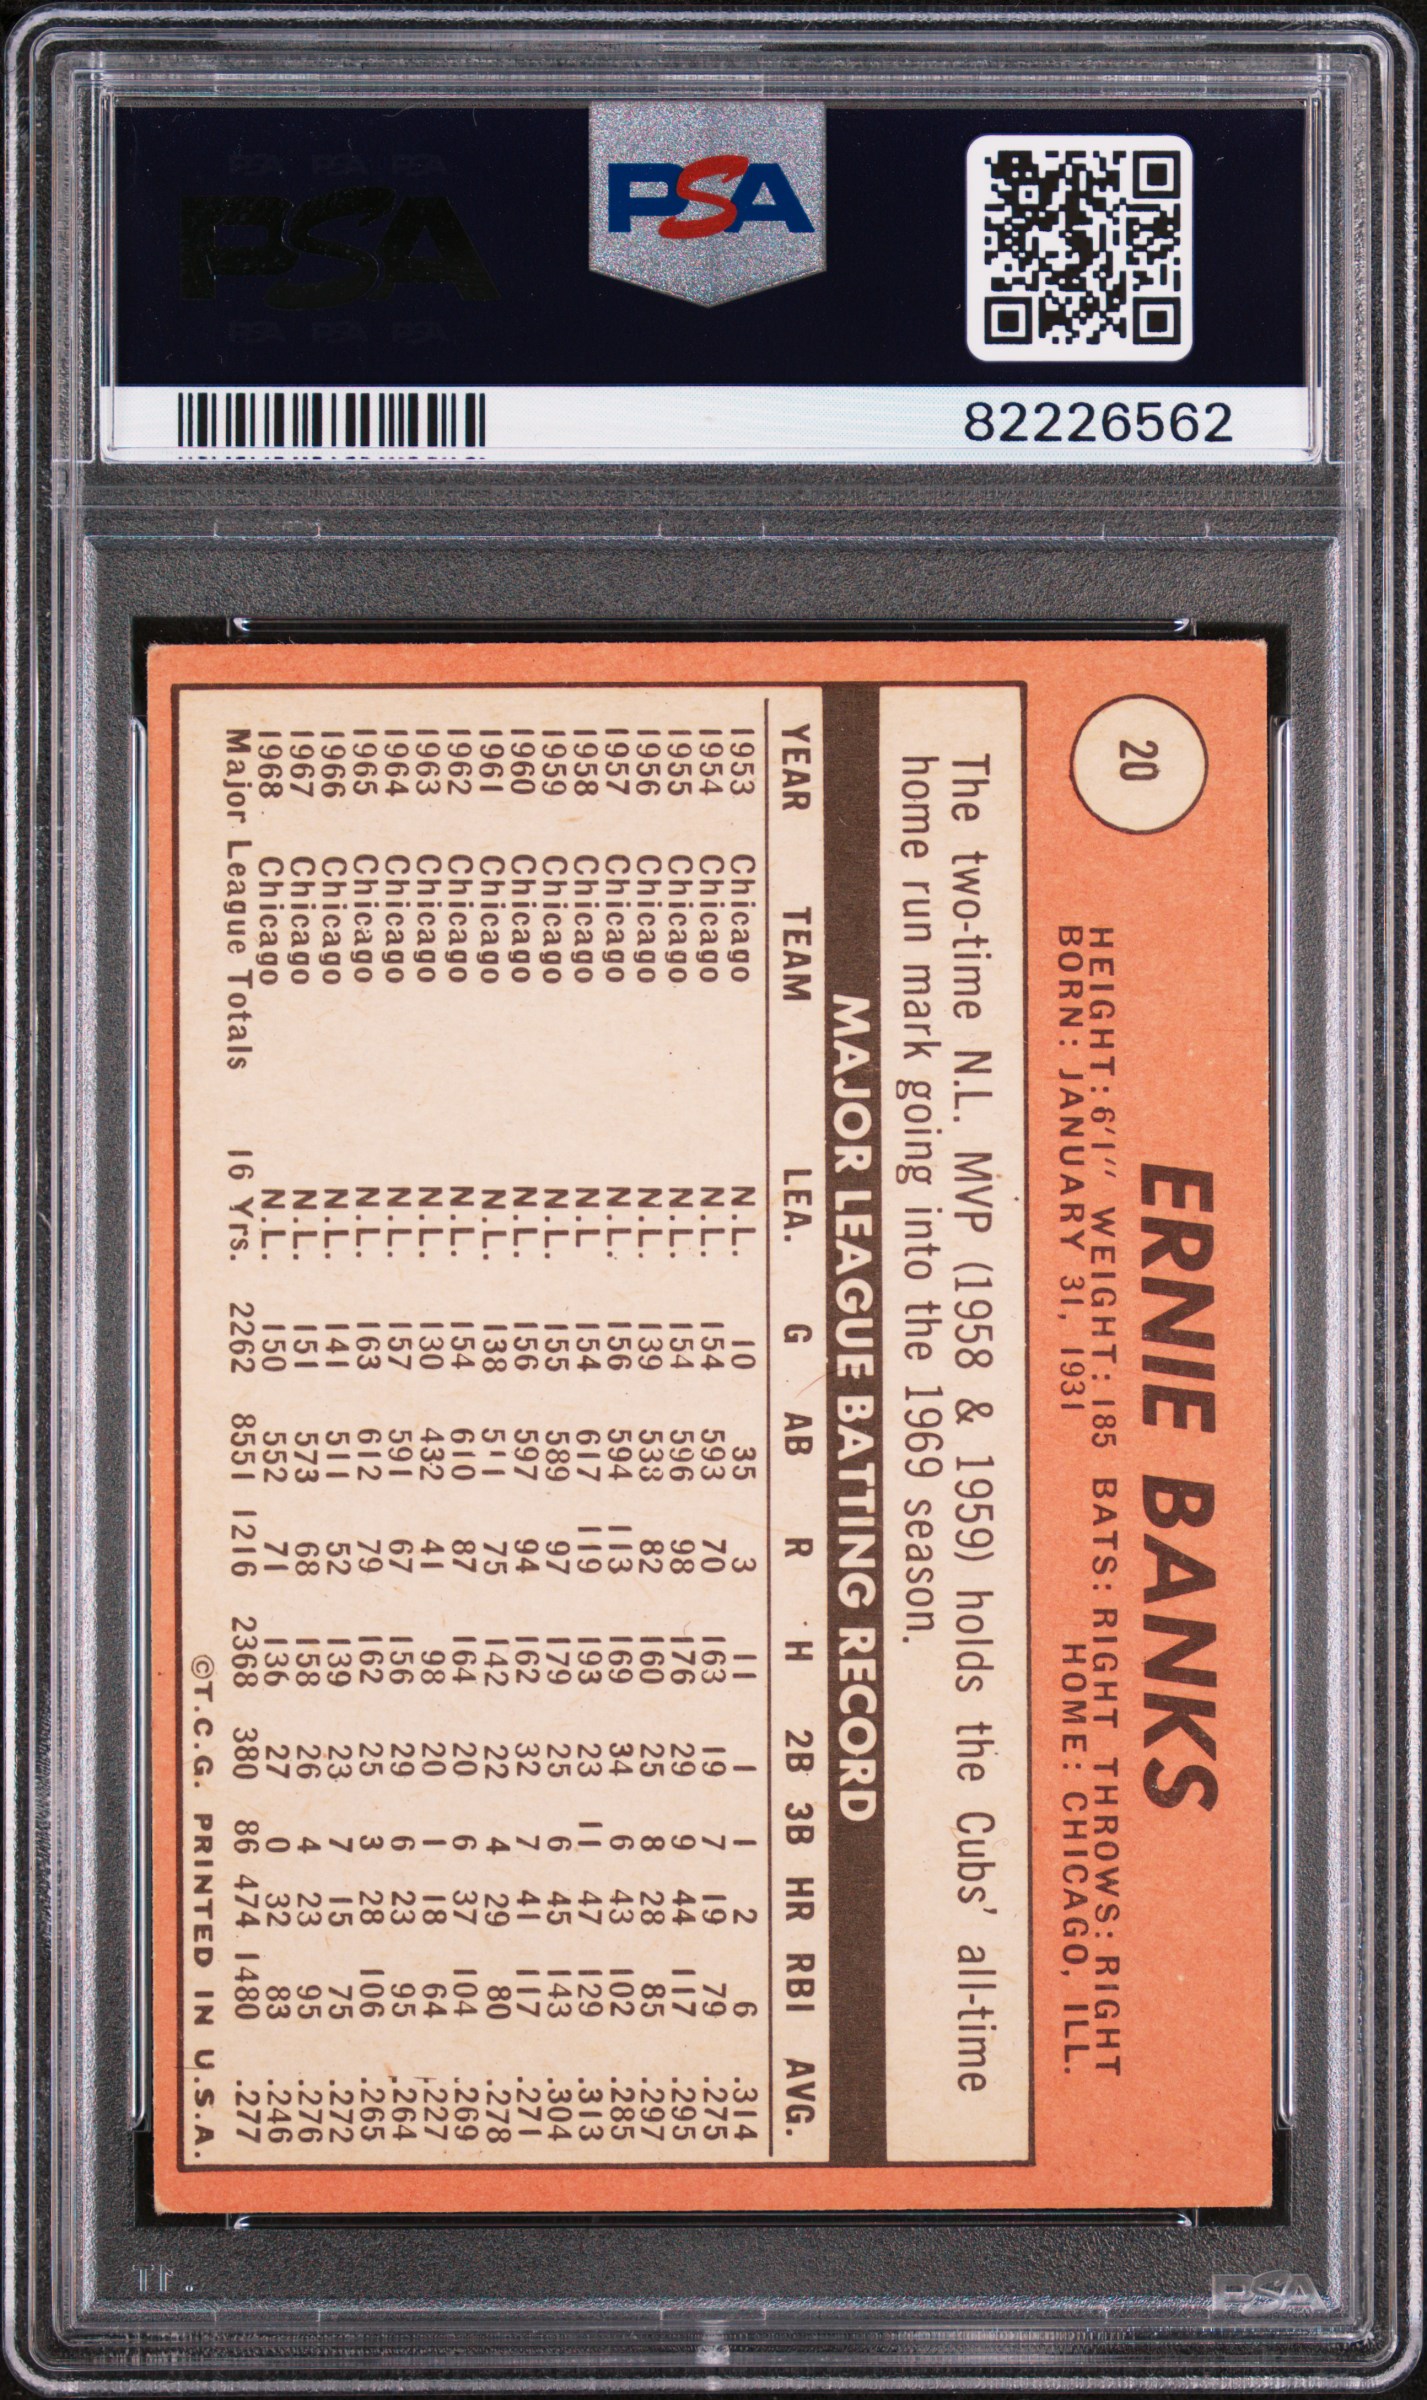 PSA PSA PSA
PSA
PSA PSA PSA
PSA
82226562
20
ERNIE BANKS
HEIGHT: 6'1" WEIGHT: 185 BATS: RIGHT THROWS: RIGHT
BORN: JANUARY 31, 1931 HOME: CHICAGO, ILL.
The two-time N.L. MVP (1958 & 1959) holds the Cubs' all-time
home run mark going into the 1969 season.
MAJOR LEAGUE BATTING RECORD
YEAR TEAM LEA. G AB R H 2B 3B HR RBI AVG.
1953 Chicago N.L. 10 35 3 11 1 1 2 6 .314
1954 Chicago N.L. 154 593 70 163 19 7 19 79 .275
1955 Chicago N.L. 154 596 98 176 29 9 44 117 .295
1956 Chicago N.L. 139 538 82 160 25 8 28 85 .297
1957 Chicago N.L. 156 594 113 169 34 6 43 102 .285
1958 Chicago N.L 154 617 119 193 23 11 47 129 .313
1959 Chicago N.L. 155 589 97 179 25 6 45 143 .304
1960 Chicago N.L. 156 597 94 162 32 7 41 117 .271
1961 Chicago N.L. 138 511 75 142 22 4 29 80 .278
1962 Chicago N.L. 154 610 87 164 20 6 37 104 .269
1963 Chicago N.L. 130 432 41 98 20 1 18 64 .227
1964 Chicago N.L. 157 591 67 156 29 6 23 95 .264
1965 Chicago N.L. 163 612 79 162 25 3 28 106 .265
1966 Chicago N.L. 141 511 52 139 23 7 15 75 .272
1967 Chicago N.L. 151 573 68 158 26 4 23 95 .276
1968 Chicago N.L. 150 552 71 136 27 0 32 83 .246
Major League Totals 16 Yrs. 2262 8551 1216 2368 380 86 474 1480 .277
©T.C.G. PRINTED IN U.S.A.
PSA